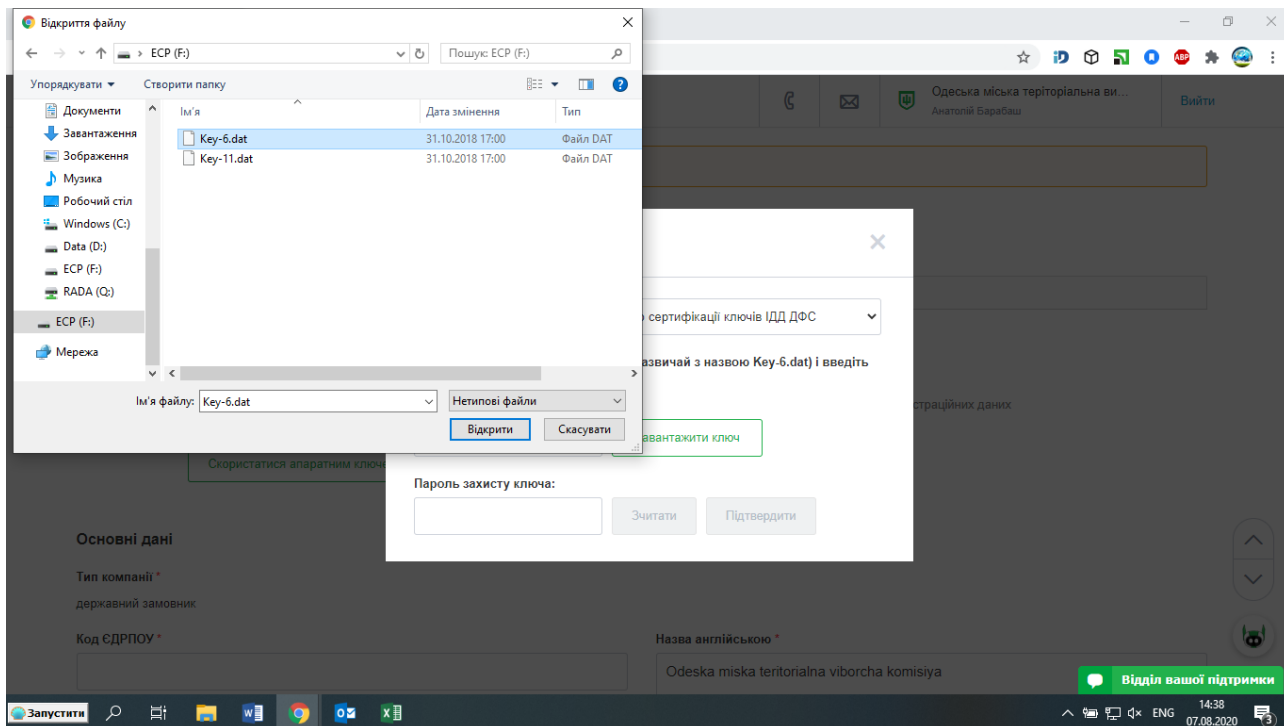 Відкриття файлу
ECP (F:)
Пошук: ECP (F:)
Упорядкувати
Створити папку
Документи
Завантаження
Зображення
Музика
Робочий стіл
Windows (C:)
Data (D:)
ECP (F:)
RADA (Q:)
ECP (F:)
Мережа
Ім'я Дата змінення Тип
Key-6.dat 31.10.2018 17:00 Файл DAT
Key-11.dat 31.10.2018 17:00 Файл DAT
Ім'я файлу: Key-6.dat Нетипові файли
Відкрити Скасувати
ABP
Одеська міська теріторіальна ви...
Анатолій Барабаш
Вийти
сертифікації ключів ІДД ДФС
азвичай з назвою Key-6.dat) і введіть
страційних даних
авантажити ключ
Скористатися апаратним ключе
Пароль захисту ключа:
Зчитати Підтвердити
Основні дані
Тип компанії *
державний замовник
Код ЄДРПОУ * Назва англійською *
Odeska miska teritorialna viborcha komisiya
Відділ вашої підтримки
Запустити
ENG
14:38
07.08.2020